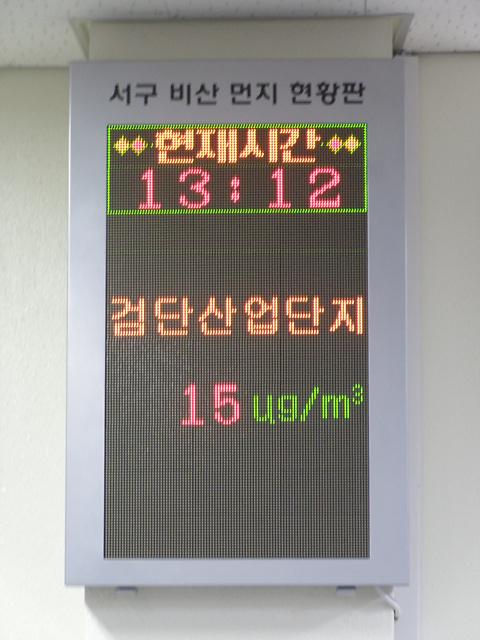 서구 비산 먼지 현황판
현재시간
13:12
검단산업단지
15 ug/m³